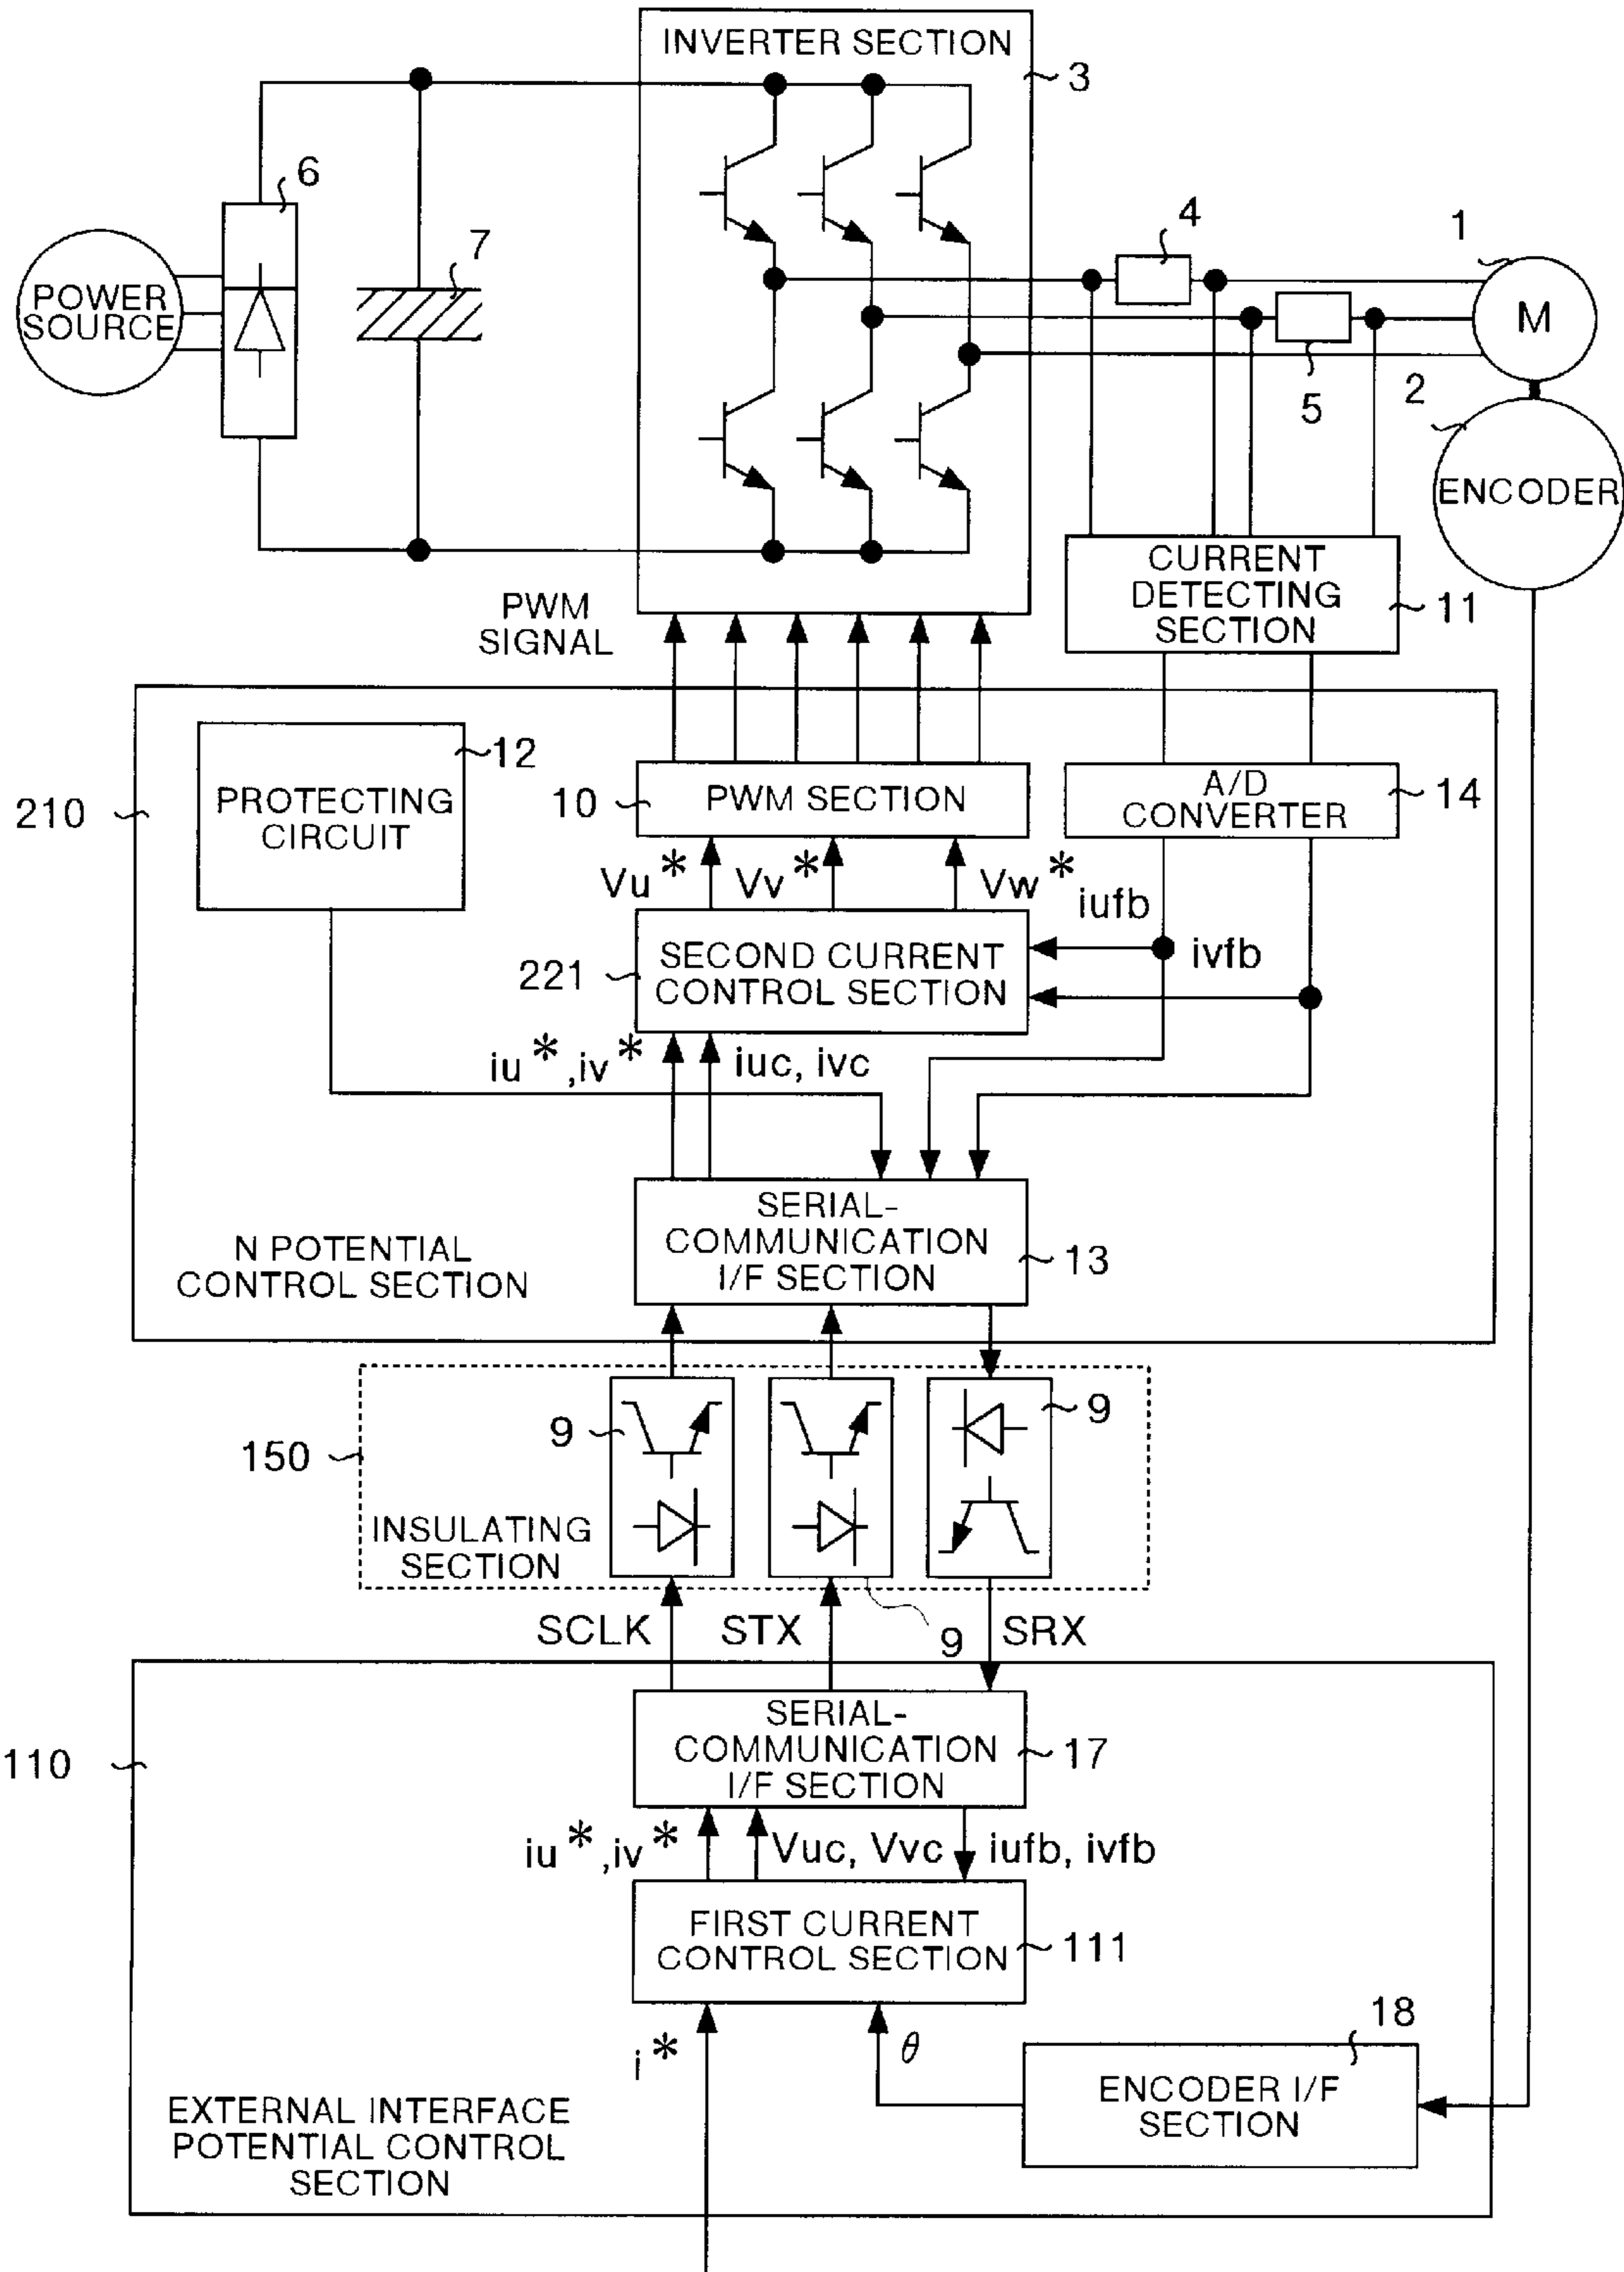 INVERTER SECTION
3
6
7
POWER
SOURCE
4
1
M
5
2
ENCODER
PWM
SIGNAL
CURRENT
DETECTING
SECTION
11
210
12
PROTECTING
CIRCUIT
10
PWM SECTION
A/D
CONVERTER
14
Vu*
Vv*
Vw*
iufb
ivfb
221
SECOND CURRENT
CONTROL SECTION
iu*,iv*
iuc, ivc
N POTENTIAL
CONTROL SECTION
SERIAL-
COMMUNICATION
I/F SECTION
13
150
9
9
INSULATING
SECTION
SCLK
STX
9
SRX
110
SERIAL-
COMMUNICATION
I/F SECTION
17
iu*,iv*
Vuc, Vvc
iufb, ivfb
FIRST CURRENT
CONTROL SECTION
111
i*
θ
18
ENCODER I/F
SECTION
EXTERNAL INTERFACE
POTENTIAL CONTROL
SECTION